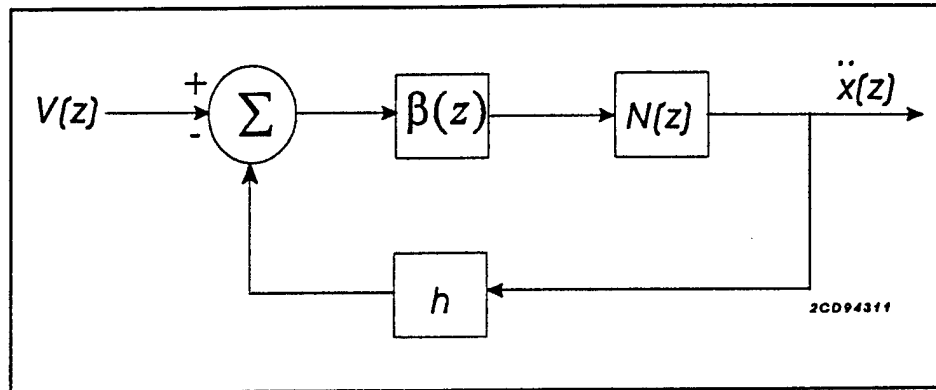 V(z)
+
-
Σ
β(z)
N(z)
ẍ(z)
h
2CD94311